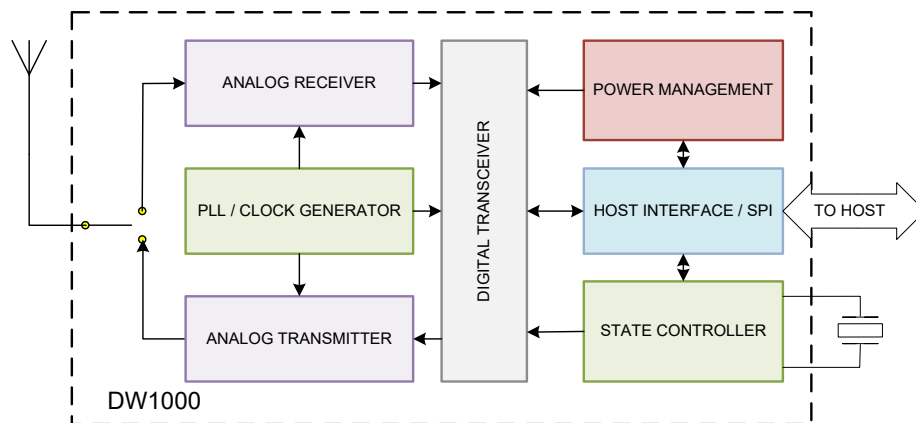 ANALOG RECEIVER
POWER MANAGEMENT
DIGITAL TRANSCEIVER
PLL / CLOCK GENERATOR
HOST INTERFACE / SPI
TO HOST
ANALOG TRANSMITTER
STATE CONTROLLER
DW1000